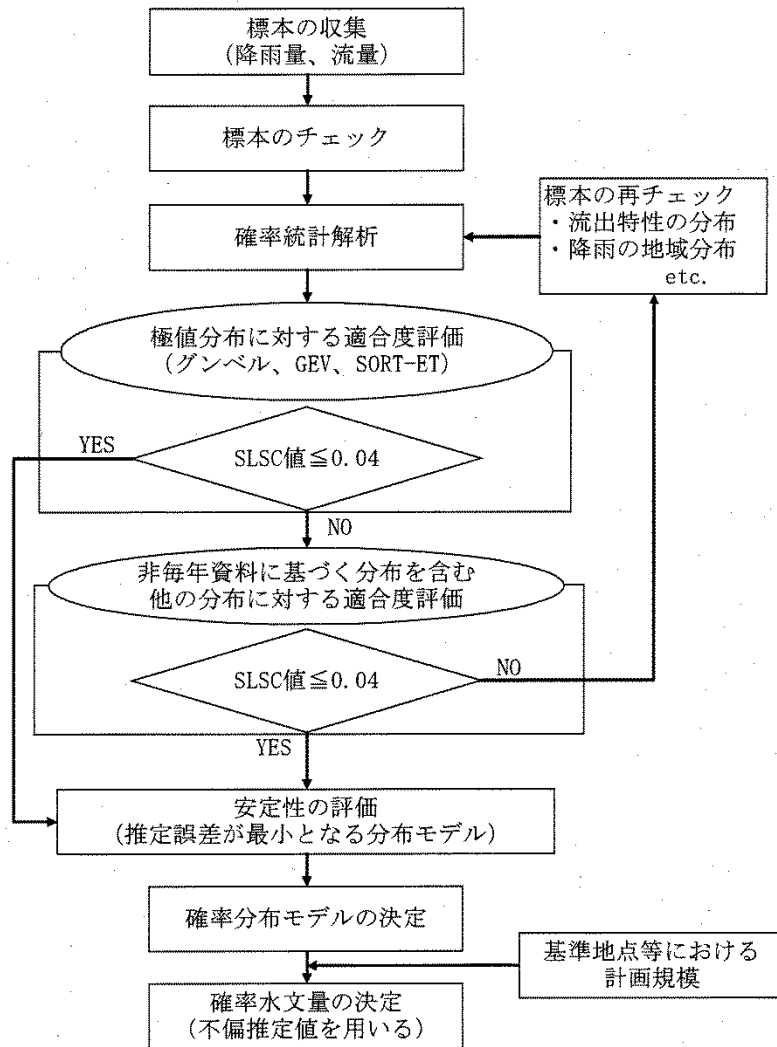 標本の収集
(降雨量、流量)
標本のチェック
確率統計解析
標本の再チェック
・流出特性の分布
・降雨の地域分布
etc.
極値分布に対する適合度評価
(グンベル、GEV、SORT-ET)
YES
SLSC値≦0.04
NO
非毎年資料に基づく分布を含む
他の分布に対する適合度評価
SLSC値≦0.04
NO
YES
安定性の評価
(推定誤差が最小となる分布モデル)
確率分布モデルの決定
基準地点等における
計画規模
確率水文量の決定
(不偏推定値を用いる)